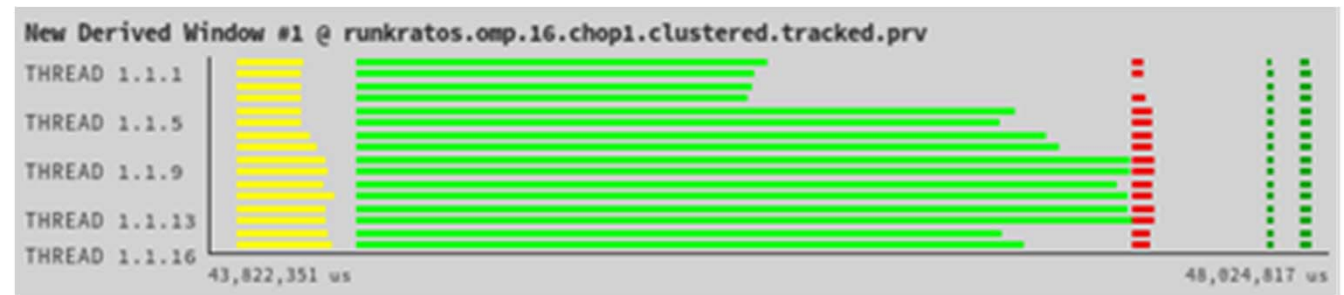 New Derived Window #1 @ runkratos.omp.16.chop1.clustered.tracked.prv
THREAD 1.1.1
THREAD 1.1.5
THREAD 1.1.9
THREAD 1.1.13
THREAD 1.1.16
43,822,351 us
48,024,817 us